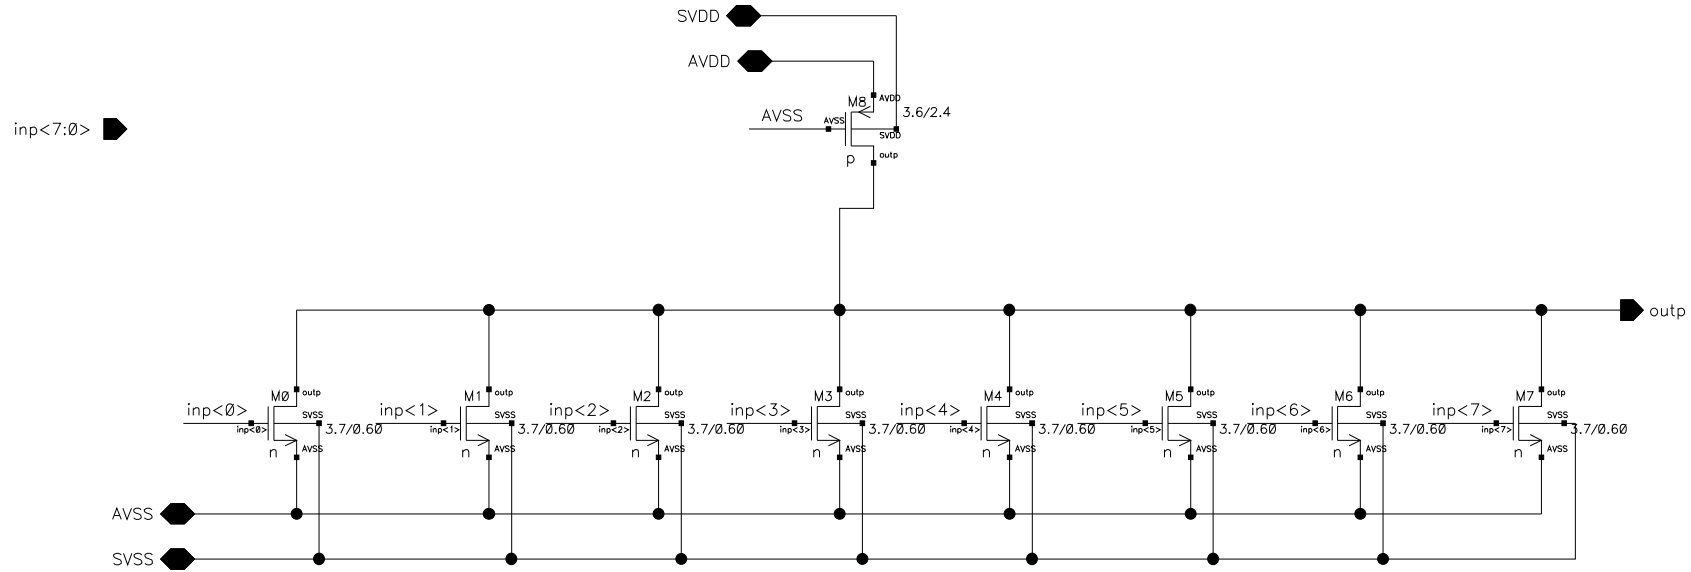 SVDD
AVDD
M8
AVDD
3.6/2.4
AVSS
AVSS
SVDD
p
outp
inp<7:0>
outp
M0 outp
M1 outp
M2 outp
M3 outp
M4 outp
M5 outp
M6 outp
M7 outp
inp<0> SVSS
inp<1> SVSS
inp<2> SVSS
inp<3> SVSS
inp<4> SVSS
inp<5> SVSS
inp<6> SVSS
inp<7> SVSS
inp<0> 3.7/0.60
inp<1> 3.7/0.60
inp<2> 3.7/0.60
inp<3> 3.7/0.60
inp<4> 3.7/0.60
inp<5> 3.7/0.60
inp<6> 3.7/0.60
inp<7> 3.7/0.60
n AVSS
n AVSS
n AVSS
n AVSS
n AVSS
n AVSS
n AVSS
n AVSS
AVSS
SVSS